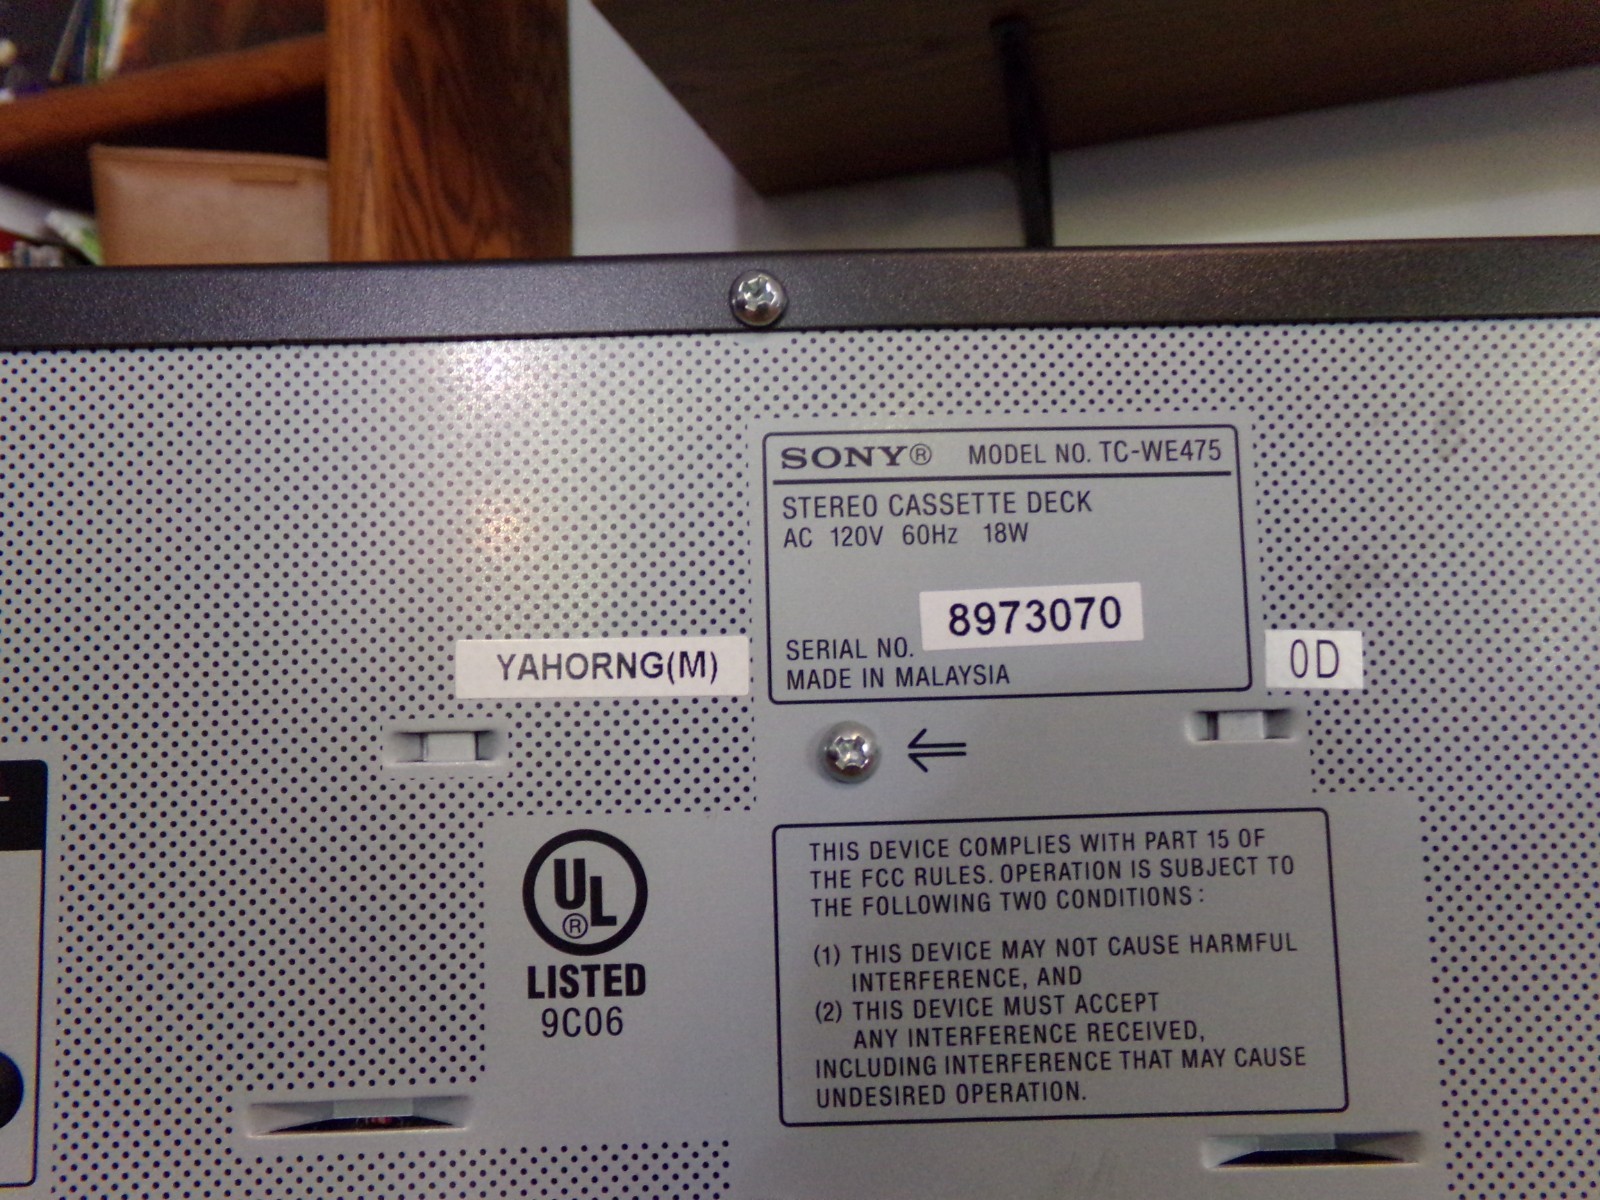 SONY® MODEL NO. TC-WE475
STEREO CASSETTE DECK
AC 120V 60Hz 18W
8973070
SERIAL NO.
MADE IN MALAYSIA
YAHORNG(M)
0D
UL
®
LISTED
9C06
THIS DEVICE COMPLIES WITH PART 15 OF
THE FCC RULES. OPERATION IS SUBJECT TO
THE FOLLOWING TWO CONDITIONS :
(1) THIS DEVICE MAY NOT CAUSE HARMFUL
INTERFERENCE, AND
(2) THIS DEVICE MUST ACCEPT
ANY INTERFERENCE RECEIVED,
INCLUDING INTERFERENCE THAT MAY CAUSE
UNDESIRED OPERATION.